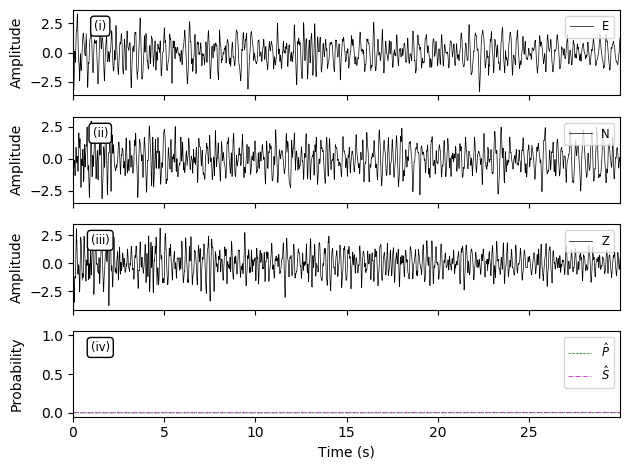 Amplitude
2.5
0.0
−2.5
(i)
E
Amplitude
2.5
0.0
−2.5
(ii)
N
Amplitude
2.5
0.0
−2.5
(iii)
Z
Probability
1.0
0.5
0.0
(iv)
P̂
Ŝ
0 5 10 15 20 25
Time (s)